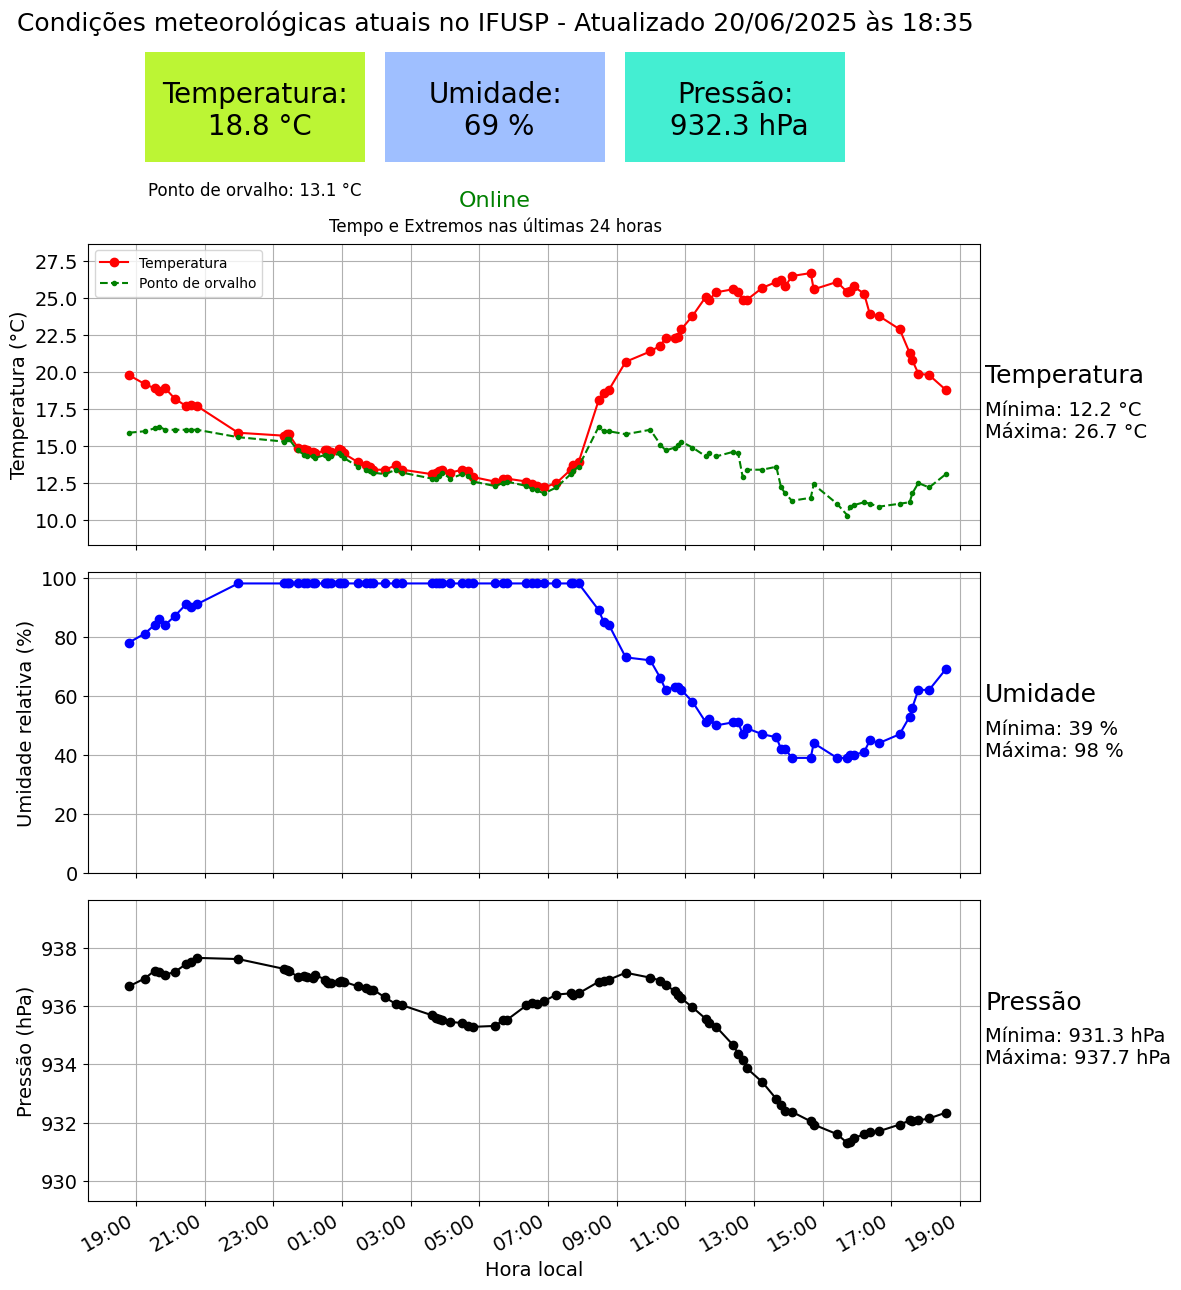 Condições meteorológicas atuais no IFUSP - Atualizado 20/06/2025 às 18:35
Temperatura:
18.8 °C
Umidade:
69 %
Pressão:
932.3 hPa
Ponto de orvalho: 13.1 °C
Online
Tempo e Extremos nas últimas 24 horas
Temperatura (°C)
27.5
25.0
22.5
20.0
17.5
15.0
12.5
10.0
Temperatura
Ponto de orvalho
Temperatura
Mínima: 12.2 °C
Máxima: 26.7 °C
Umidade relativa (%)
100
80
60
40
20
0
Umidade
Mínima: 39 %
Máxima: 98 %
Pressão (hPa)
938
936
934
932
930
Pressão
Mínima: 931.3 hPa
Máxima: 937.7 hPa
19:00 21:00 23:00 01:00 03:00 05:00 07:00 09:00 11:00 13:00 15:00 17:00 19:00
Hora local